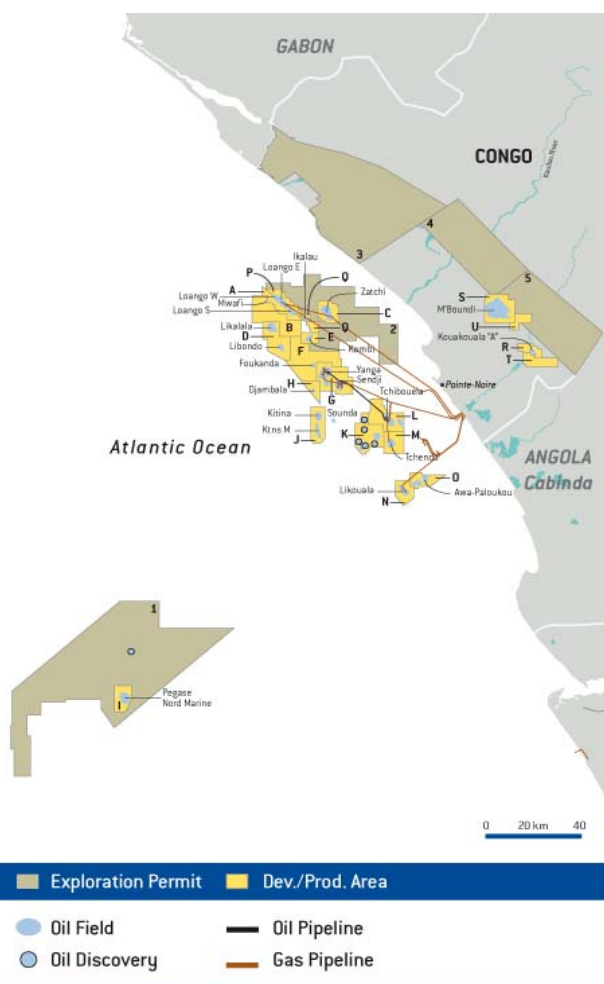 GABON
CONGO
Kouilou River
4
3
5
Ikalau
P
Loango E
Q
A
S
Loango W
Zatchi
M'Boundi
Mwafi
C
Loango S
U
Likalala
B
Q
2
Kouakouala "A"
D
E
R
Libondo
F
Kombi
T
Foukanda
Yanga
Sendji
Pointe-Noire
H
Tchibouela
Djambala
G
Kitina
Sounda
L
Ktns M
K
M
J
Tchendo
Atlantic Ocean
ANGOLA
Cabinda
O
Likouala
Awa-Paloukou
N
1
Pegase
Nord Marine
I
0 20 km 40
Exploration Permit Dev./Prod. Area
Oil Field Oil Pipeline
Oil Discovery Gas Pipeline